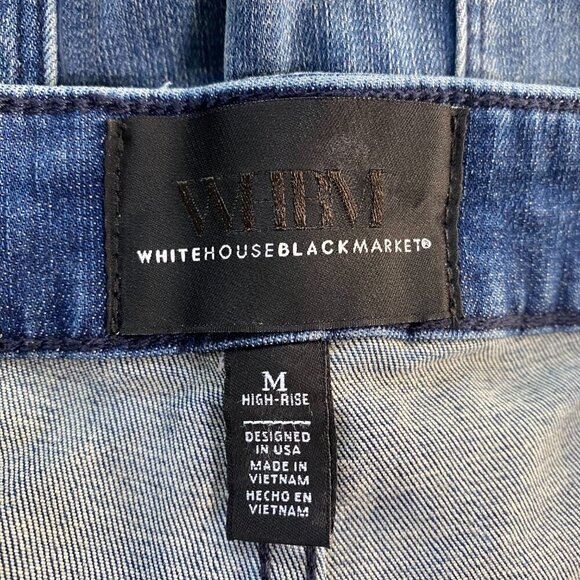 WHBM
WHITEHOUSEBLACKMARKET®
M
HIGH-RISE
DESIGNED
IN USA
MADE IN
VIETNAM
HECHO EN
VIETNAM